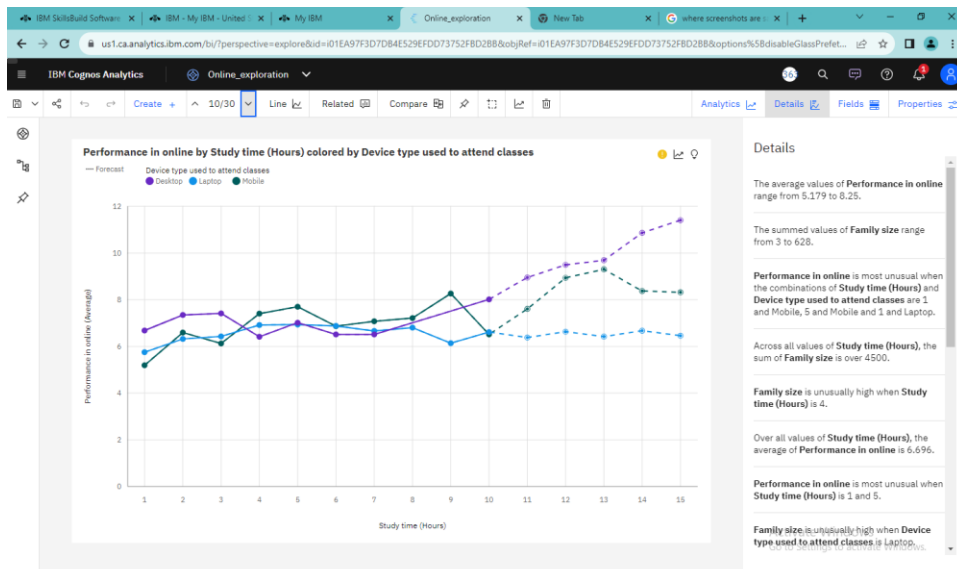 IBM SkillsBuild Software
IBM - My IBM - United S
My IBM
Online_exploration
New Tab
where screenshots are s
us1.ca.analytics.ibm.com/bi/?perspective=explore&id=i01EA97F3D7DB4E529EFDD73752FBD2BB&objRef=i01EA97F3D7DB4E529EFDD73752FBD2BB&options%5BdisableGlassPrefet...
IBM Cognos Analytics
Online_exploration
363
Create +
10/30
Line
Related
Compare
Analytics
Details
Fields
Properties
Performance in online by Study time (Hours) colored by Device type used to attend classes
Forecast
Device type used to attend classes
Desktop Laptop Mobile
Performance in online (Average)
12
10
8
6
4
2
0
1 2 3 4 5 6 7 8 9 10 11 12 13 14 15
Study time (Hours)
Details
The average values of Performance in online
range from 5.179 to 8.25.
The summed values of Family size range
from 3 to 628.
Performance in online is most unusual when
the combinations of Study time (Hours) and
Device type used to attend classes are 1
and Mobile, 5 and Mobile and 1 and Laptop.
Across all values of Study time (Hours), the
sum of Family size is over 4500.
Family size is unusually high when Study
time (Hours) is 4.
Over all values of Study time (Hours), the
average of Performance in online is 6.696.
Performance in online is most unusual when
Study time (Hours) is 1 and 5.
Family size is unusually high when Device
type used to attend classes is Laptop.
Activate Windows
Go to Settings to activate Windows.